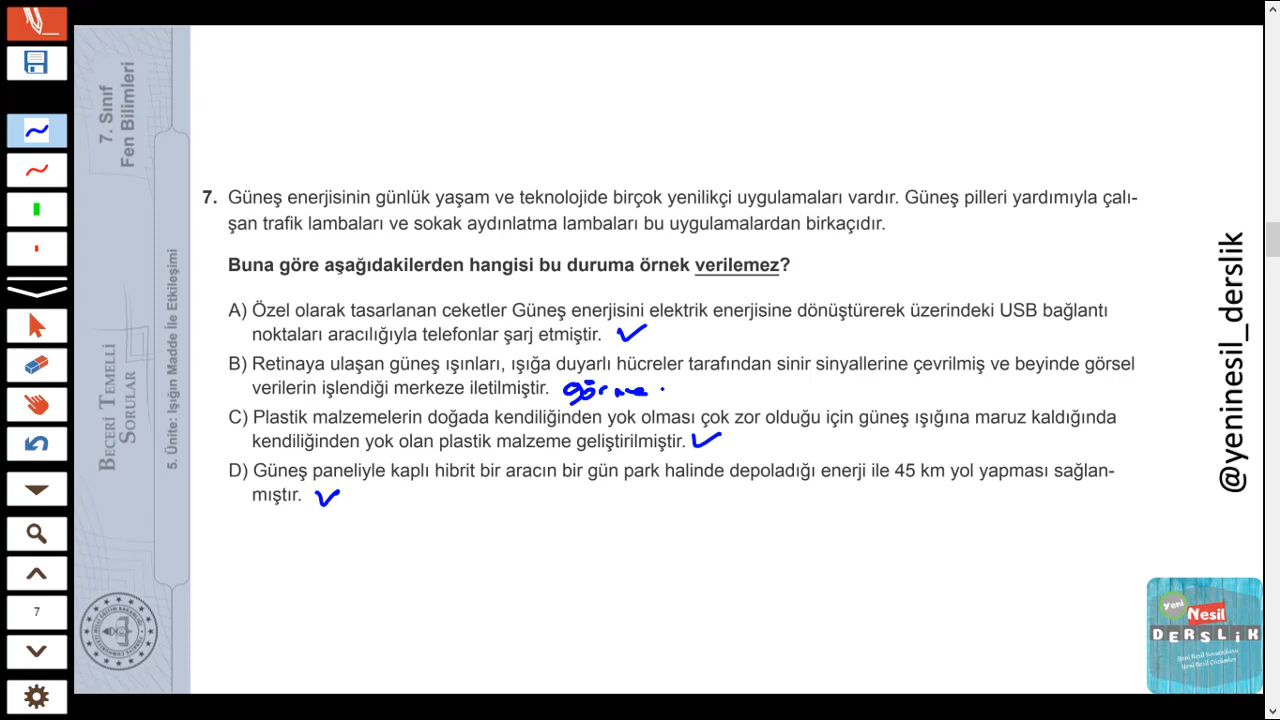 7. Sınıf
Fen Bilimleri
5. Ünite: Işığın Madde İle Etkileşimi
BECERİ TEMELLİ
SORULAR
7. Güneş enerjisinin günlük yaşam ve teknolojide birçok yenilikçi uygulamaları vardır. Güneş pilleri yardımıyla çalı-
şan trafik lambaları ve sokak aydınlatma lambaları bu uygulamalardan birkaçıdır.
Buna göre aşağıdakilerden hangisi bu duruma örnek verilemez?
A) Özel olarak tasarlanan ceketler Güneş enerjisini elektrik enerjisine dönüştürerek üzerindeki USB bağlantı
noktaları aracılığıyla telefonlar şarj etmiştir.
B) Retinaya ulaşan güneş ışınları, ışığa duyarlı hücreler tarafından sinir sinyallerine çevrilmiş ve beyinde görsel
verilerin işlendiği merkeze iletilmiştir. görme
C) Plastik malzemelerin doğada kendiliğinden yok olması çok zor olduğu için güneş ışığına maruz kaldığında
kendiliğinden yok olan plastik malzeme geliştirilmiştir.
D) Güneş paneliyle kaplı hibrit bir aracın bir gün park halinde depoladığı enerji ile 45 km yol yapması sağlan-
mıştır.
@yeninesil_derslik
7
Yeni
Nesil
DERSLİK